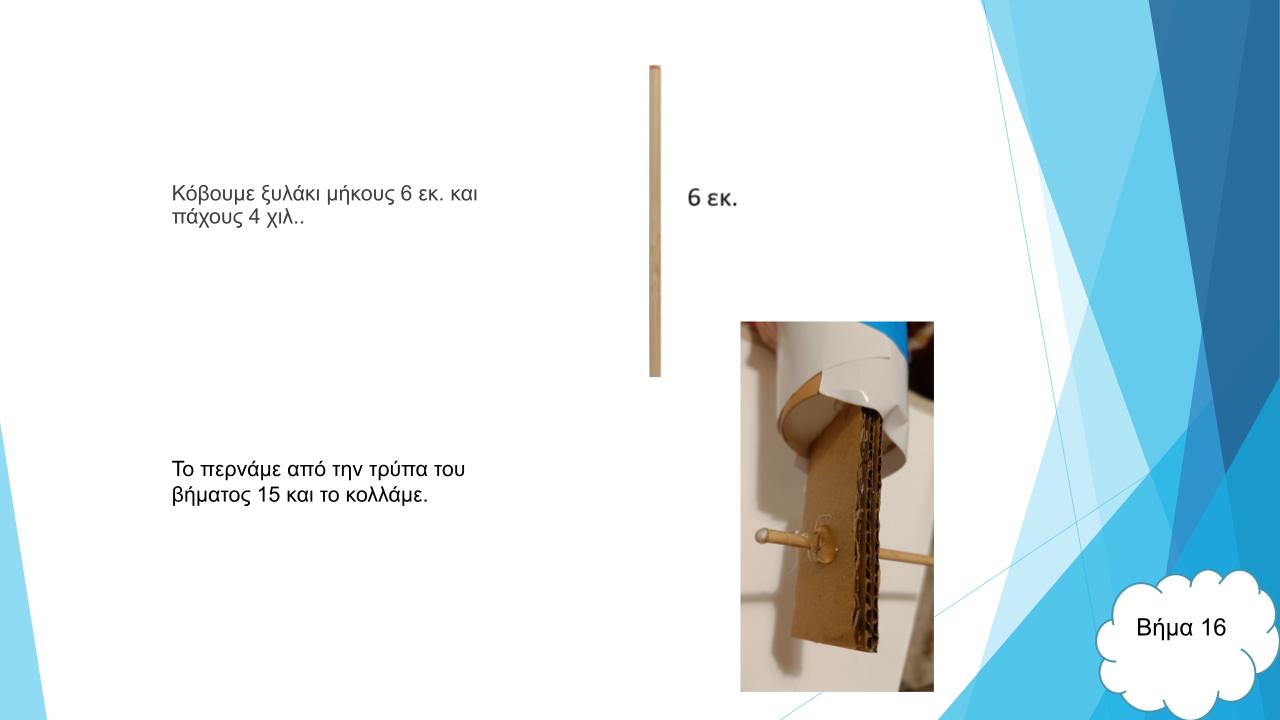 Κόβουμε ξυλάκι μήκους 6 εκ. και
πάχους 4 χιλ..
6 εκ.
Το περνάμε από την τρύπα του
βήματος 15 και το κολλάμε.
Βήμα 16